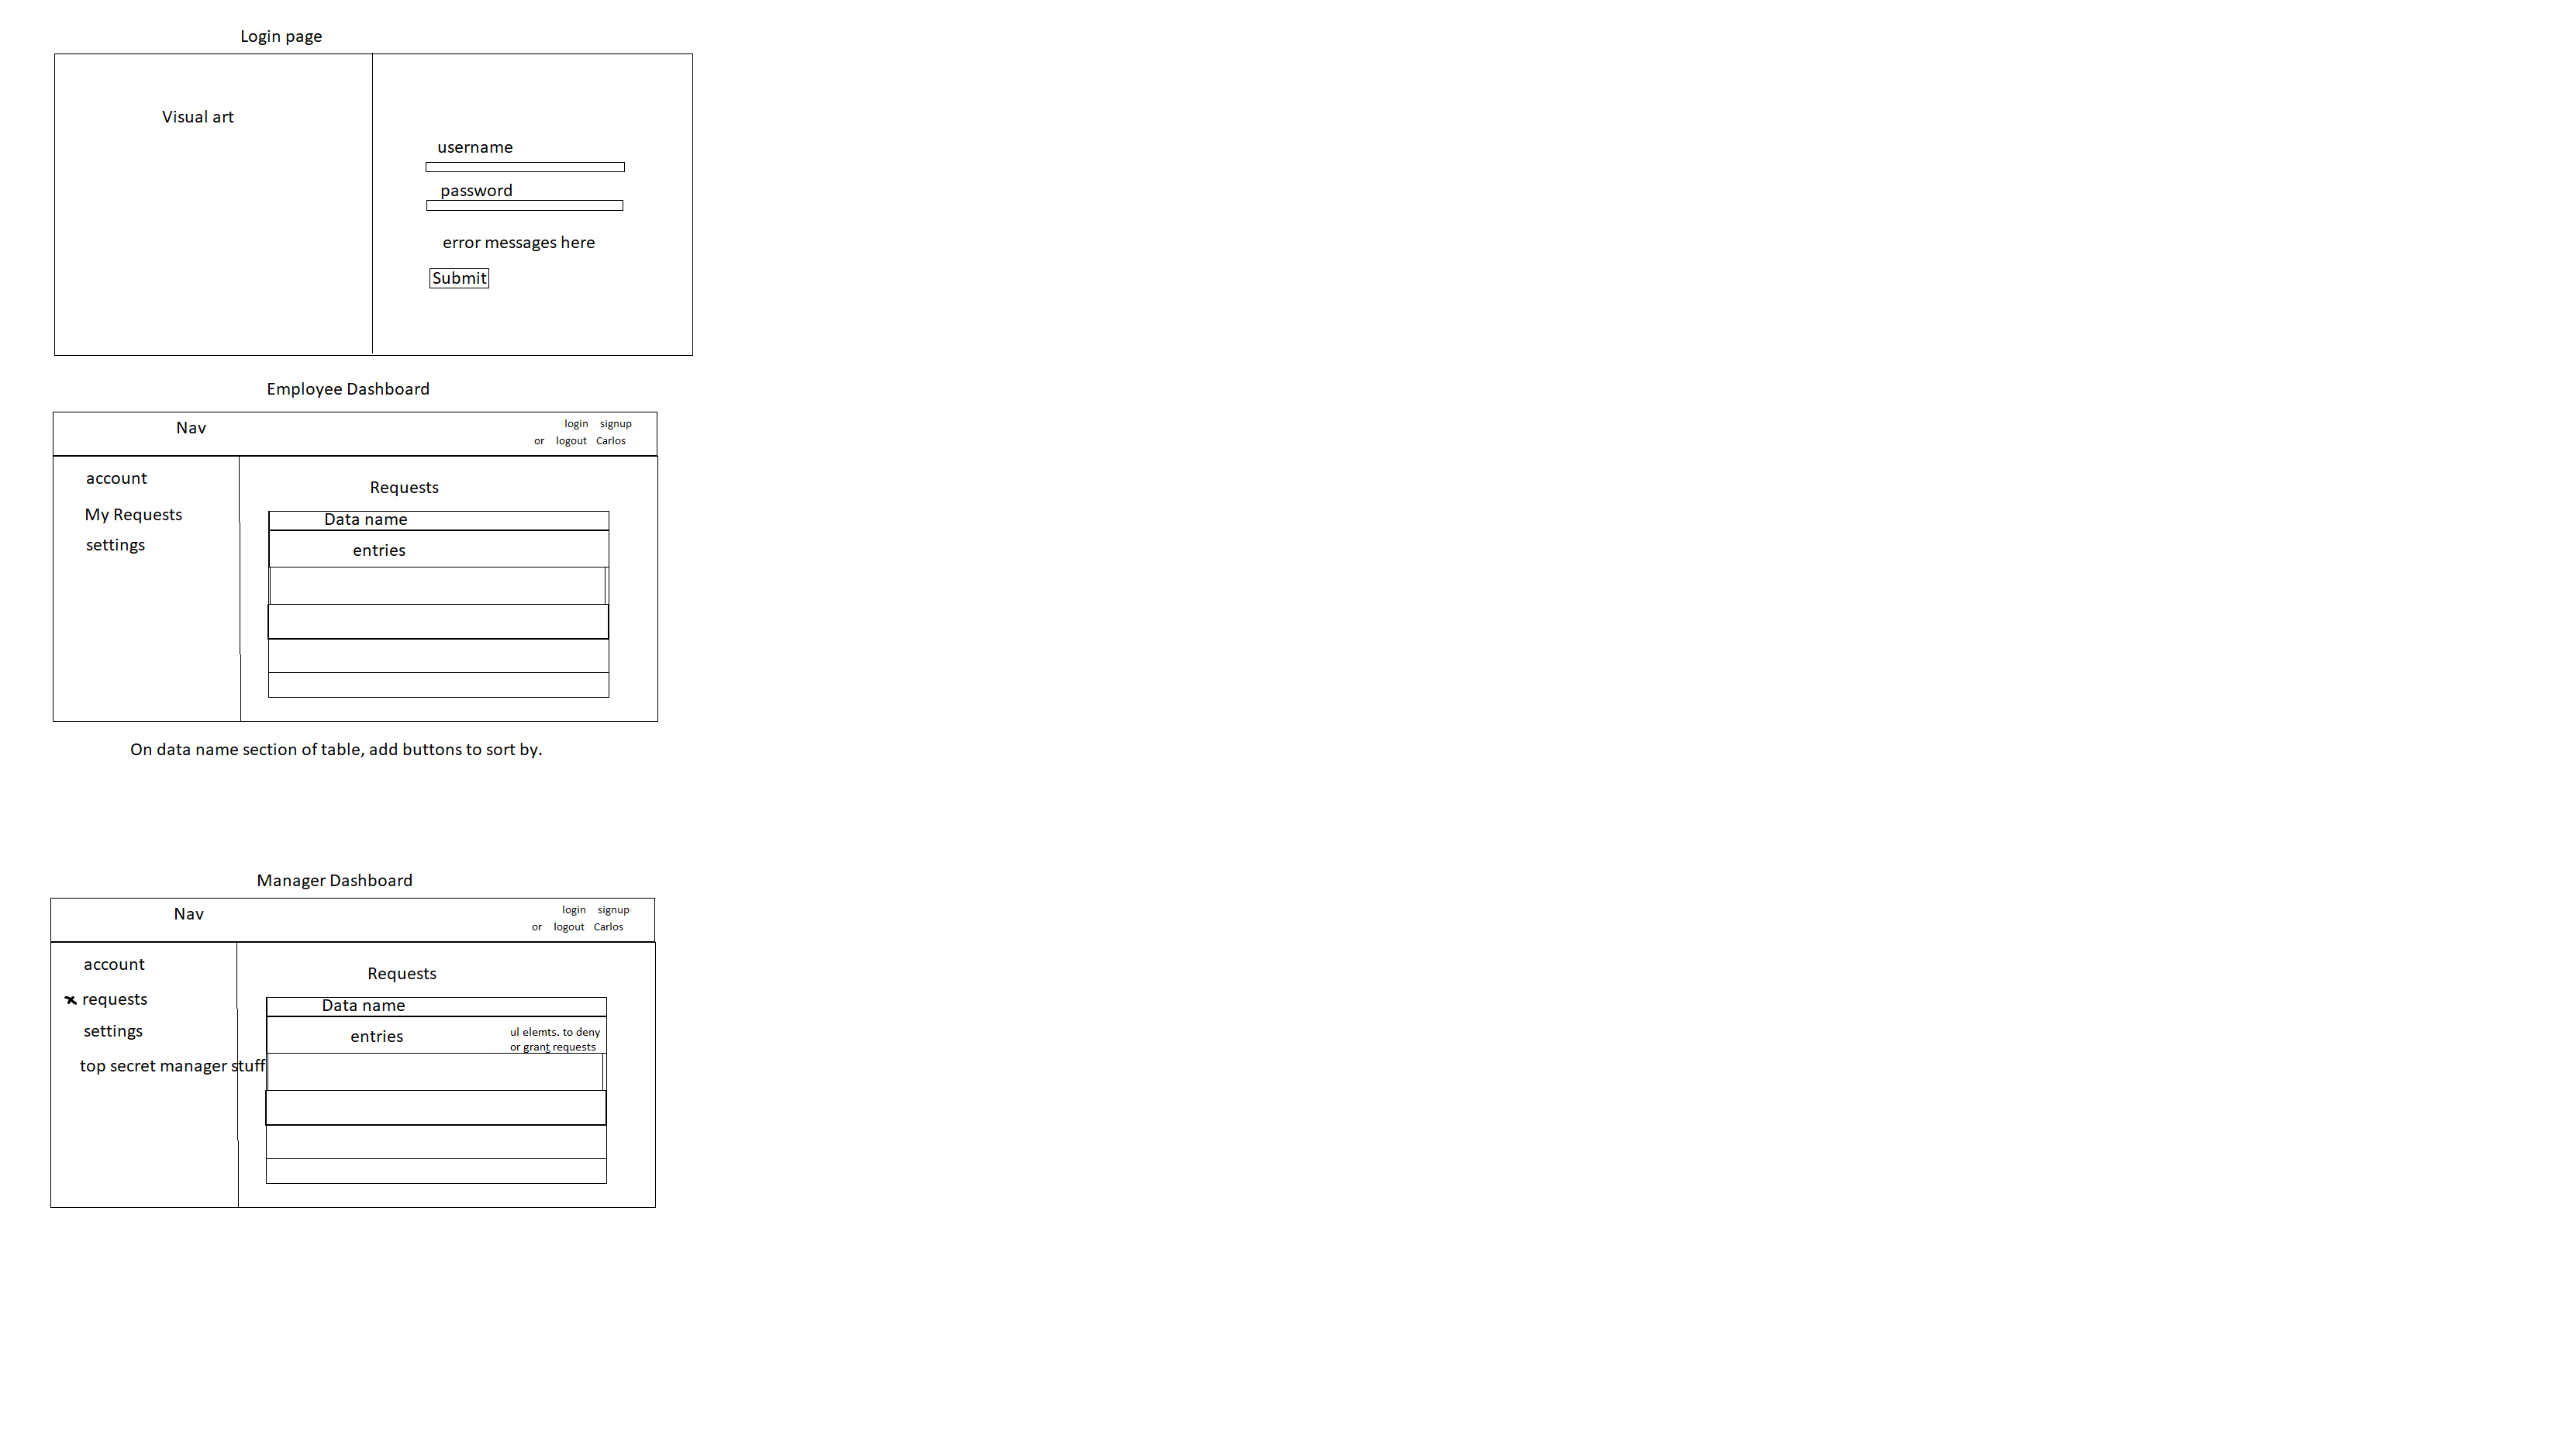 Login page
Visual art
username
password
error messages here
Submit
Employee Dashboard
Nav
login signup
or logout Carlos
account
My Requests
settings
Requests
Data name
entries
On data name section of table, add buttons to sort by.
Manager Dashboard
Nav
login signup
or logout Carlos
account
requests
settings
top secret manager stuff
Requests
Data name
entries
ul elemts. to deny
or grant requests